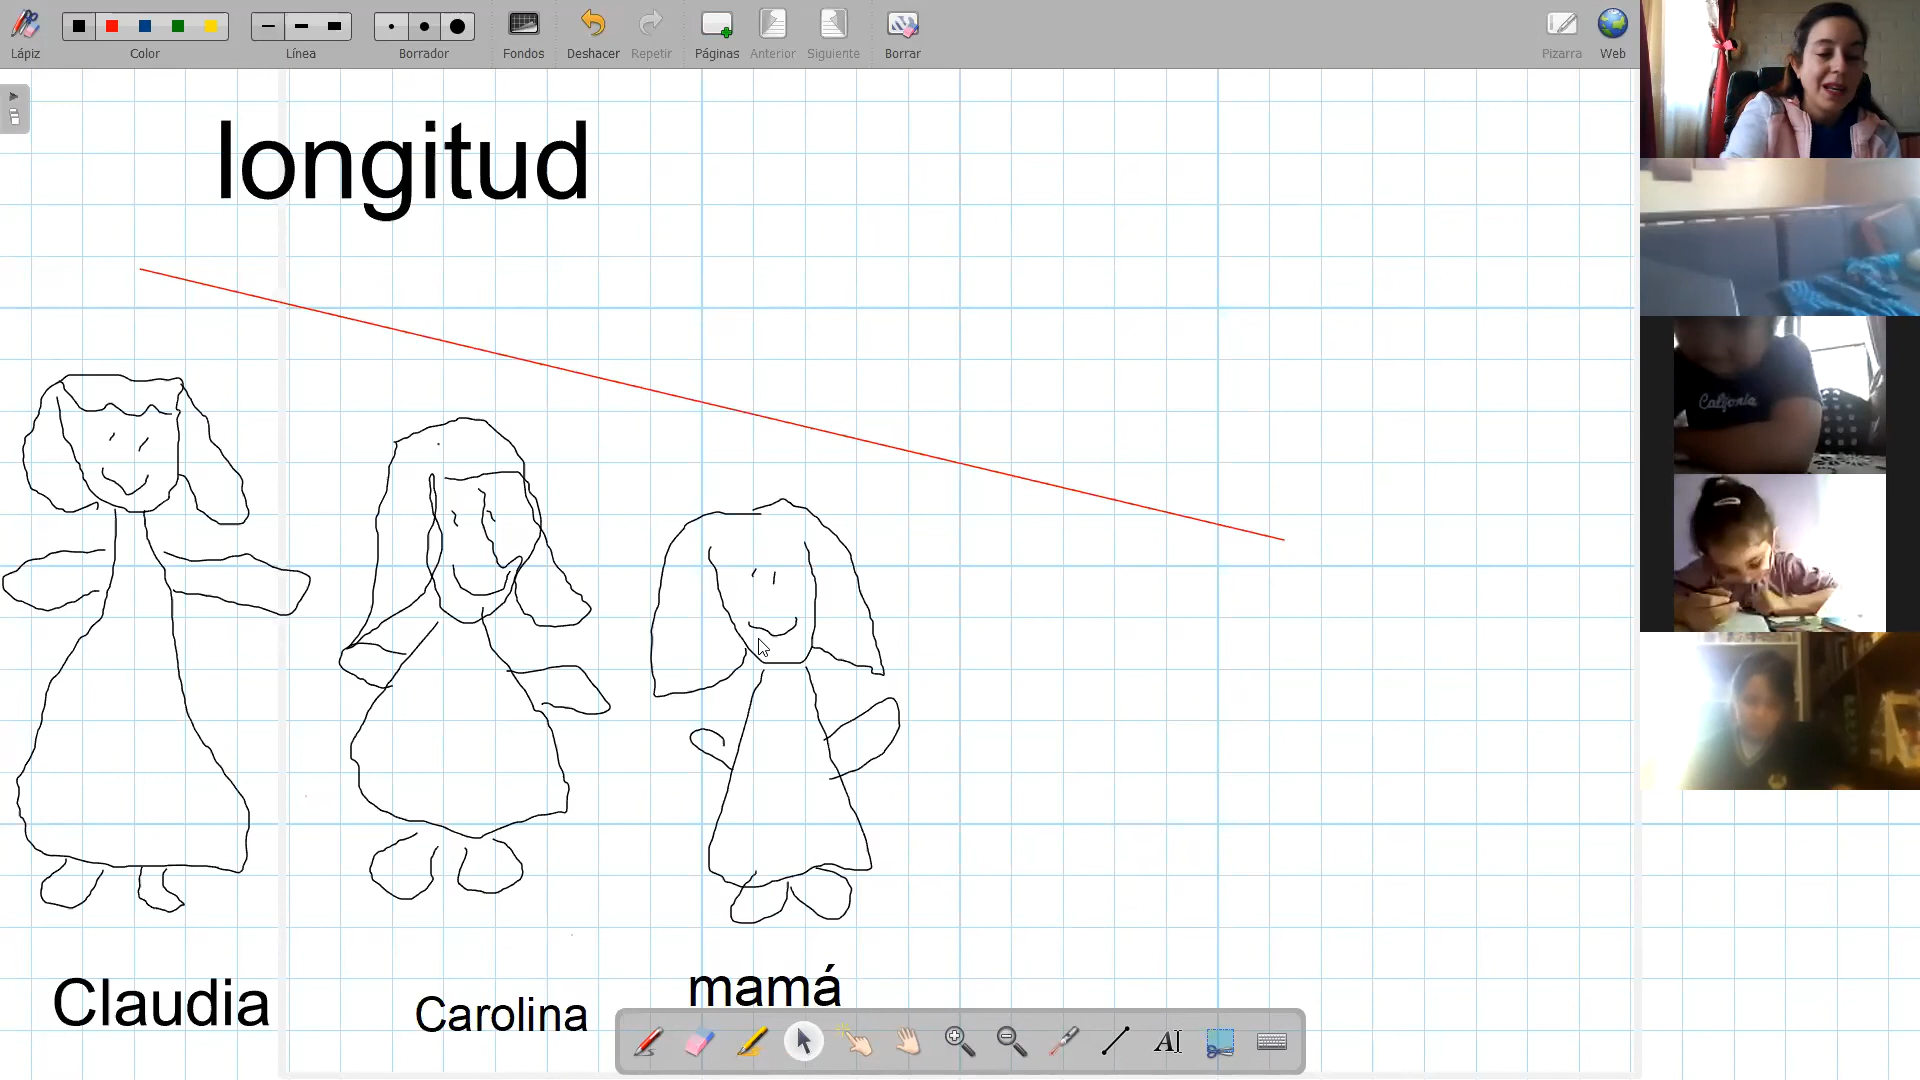 Lápiz
Color
Línea
Borrador
Fondos
Deshacer
Repetir
Páginas
Anterior
Siguiente
Borrar
Pizarra
Web
longitud
California
Claudia
Carolina
mamá
A